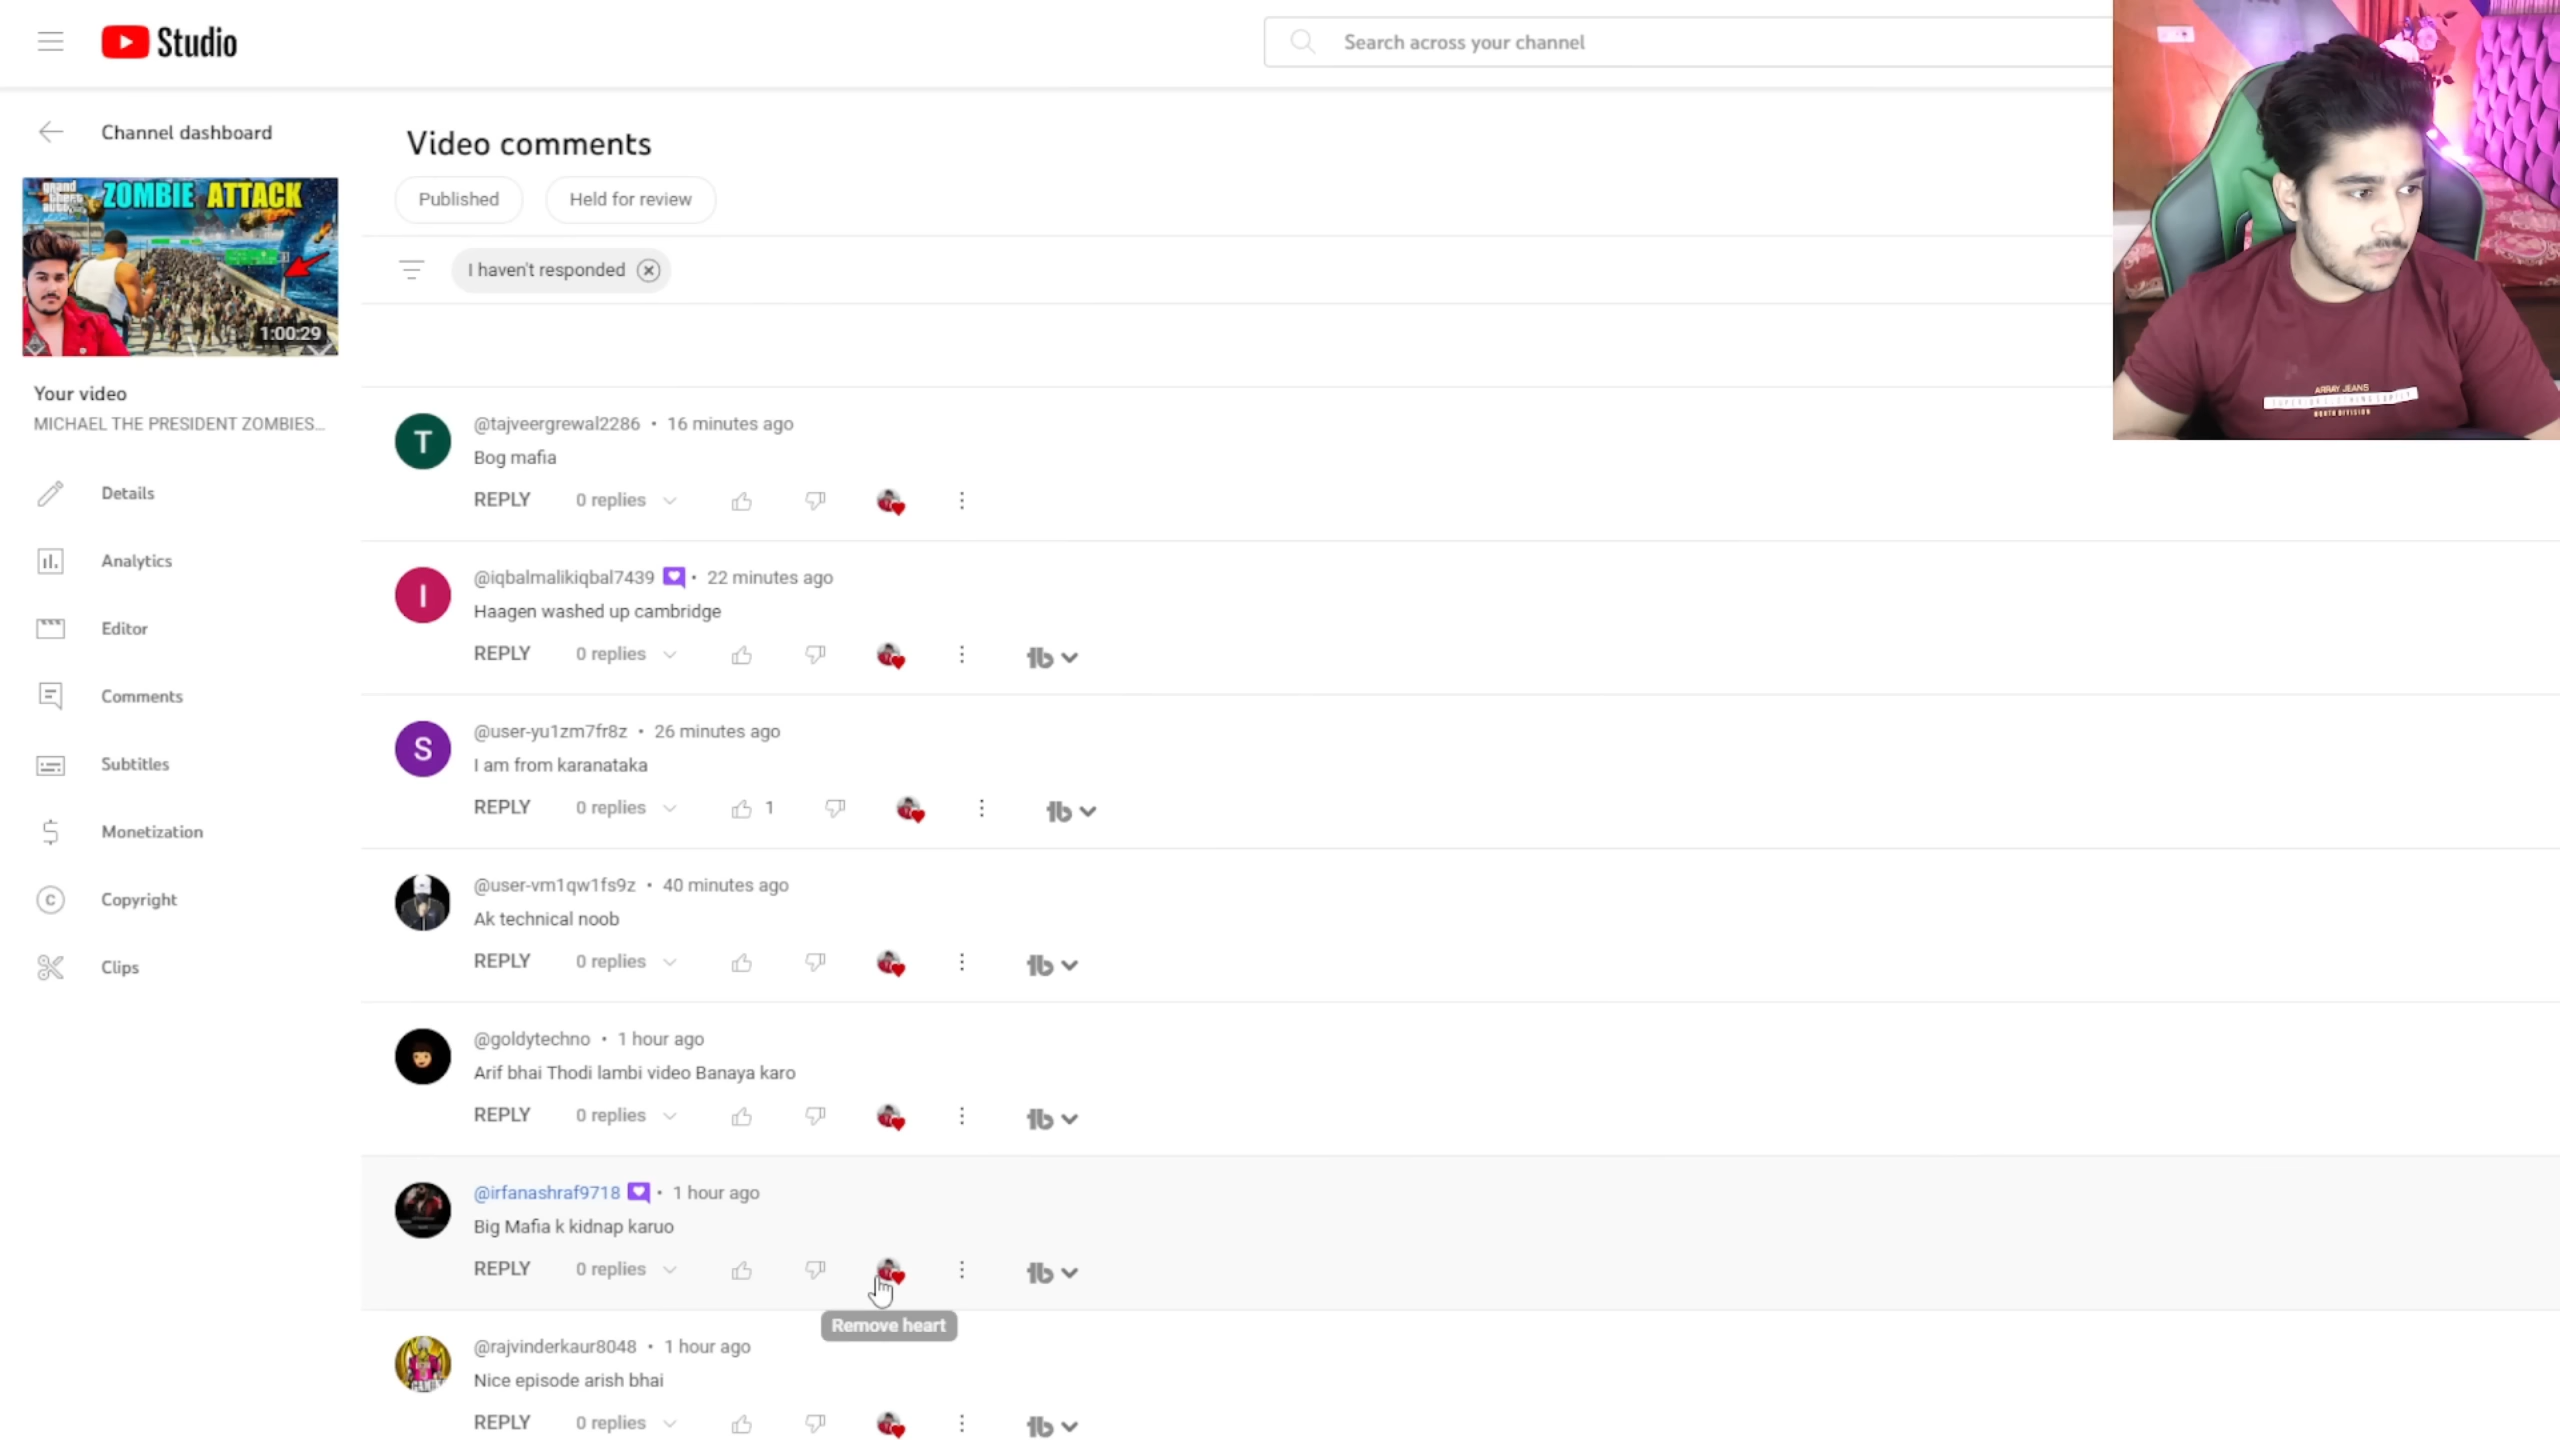 Studio
Search across your channel
Channel dashboard
grand
theft
auto
ZOMBIE ATTACK
1:00:29
Your video
MICHAEL THE PRESIDENT ZOMBIES...
Details
Analytics
Editor
Comments
Subtitles
Monetization
Copyright
Clips
Video comments
Published
Held for review
I haven't responded
T
@tajveergrewal2286 • 16 minutes ago
Bog mafia
REPLY 0 replies
I
@iqbalmalikiqbal7439 • 22 minutes ago
Haagen washed up cambridge
REPLY 0 replies
S
@user-yu1zm7fr8z • 26 minutes ago
I am from karanataka
REPLY 0 replies 1
@user-vm1qw1fs9z • 40 minutes ago
Ak technical noob
REPLY 0 replies
@goldytechno • 1 hour ago
Arif bhai Thodi lambi video Banaya karo
REPLY 0 replies
@irfanashraf9718 • 1 hour ago
Big Mafia k kidnap karuo
REPLY 0 replies
Remove heart
@rajvinderkaur8048 • 1 hour ago
Nice episode arish bhai
REPLY 0 replies
ARRAY JEANS